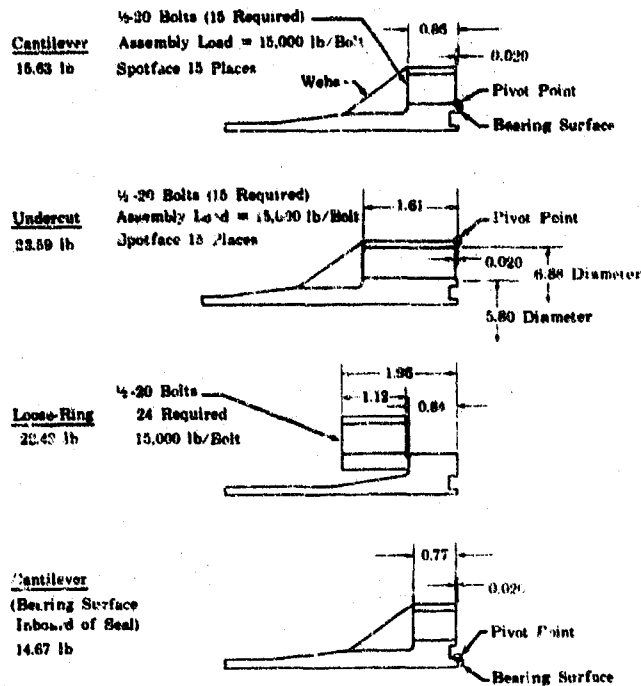 ½-20 Bolts (15 Required)
Cantilever
Assembly Load = 15,000 lb/Bolt
15.63 lb
Spotface 15 Places
Webs
0.86
0.020
Pivot Point
Bearing Surface
½-20 Bolts (15 Required)
Undercut
Assembly Load = 15,000 lb/Bolt
23.59 lb
Spotface 15 Places
1.61
Pivot Point
0.020
6.88 Diameter
5.80 Diameter
1.96
½-20 Bolts
1.12
0.84
Loose-Ring
24 Required
15,000 lb/Bolt
Cantilever
(Bearing Surface
Inboard of Seal)
14.67 lb
0.77
0.020
Pivot Point
Bearing Surface